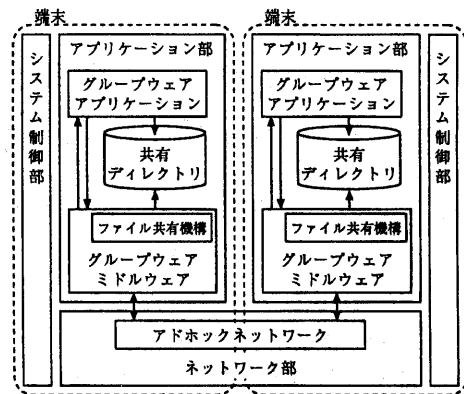 端末
端末
システム制御部
アプリケーション部
グループウェア
アプリケーション
共有
ディレクトリ
ファイル共有機構
グループウェア
ミドルウェア
アプリケーション部
グループウェア
アプリケーション
共有
ディレクトリ
ファイル共有機構
グループウェア
ミドルウェア
システム制御部
アドホックネットワーク
ネットワーク部